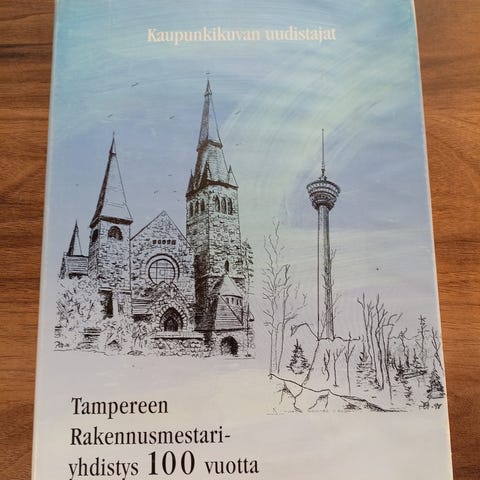 Kaupunkikuvan uudistajat
Tampereen
Rakennusmestari-
yhdistys 100 vuotta